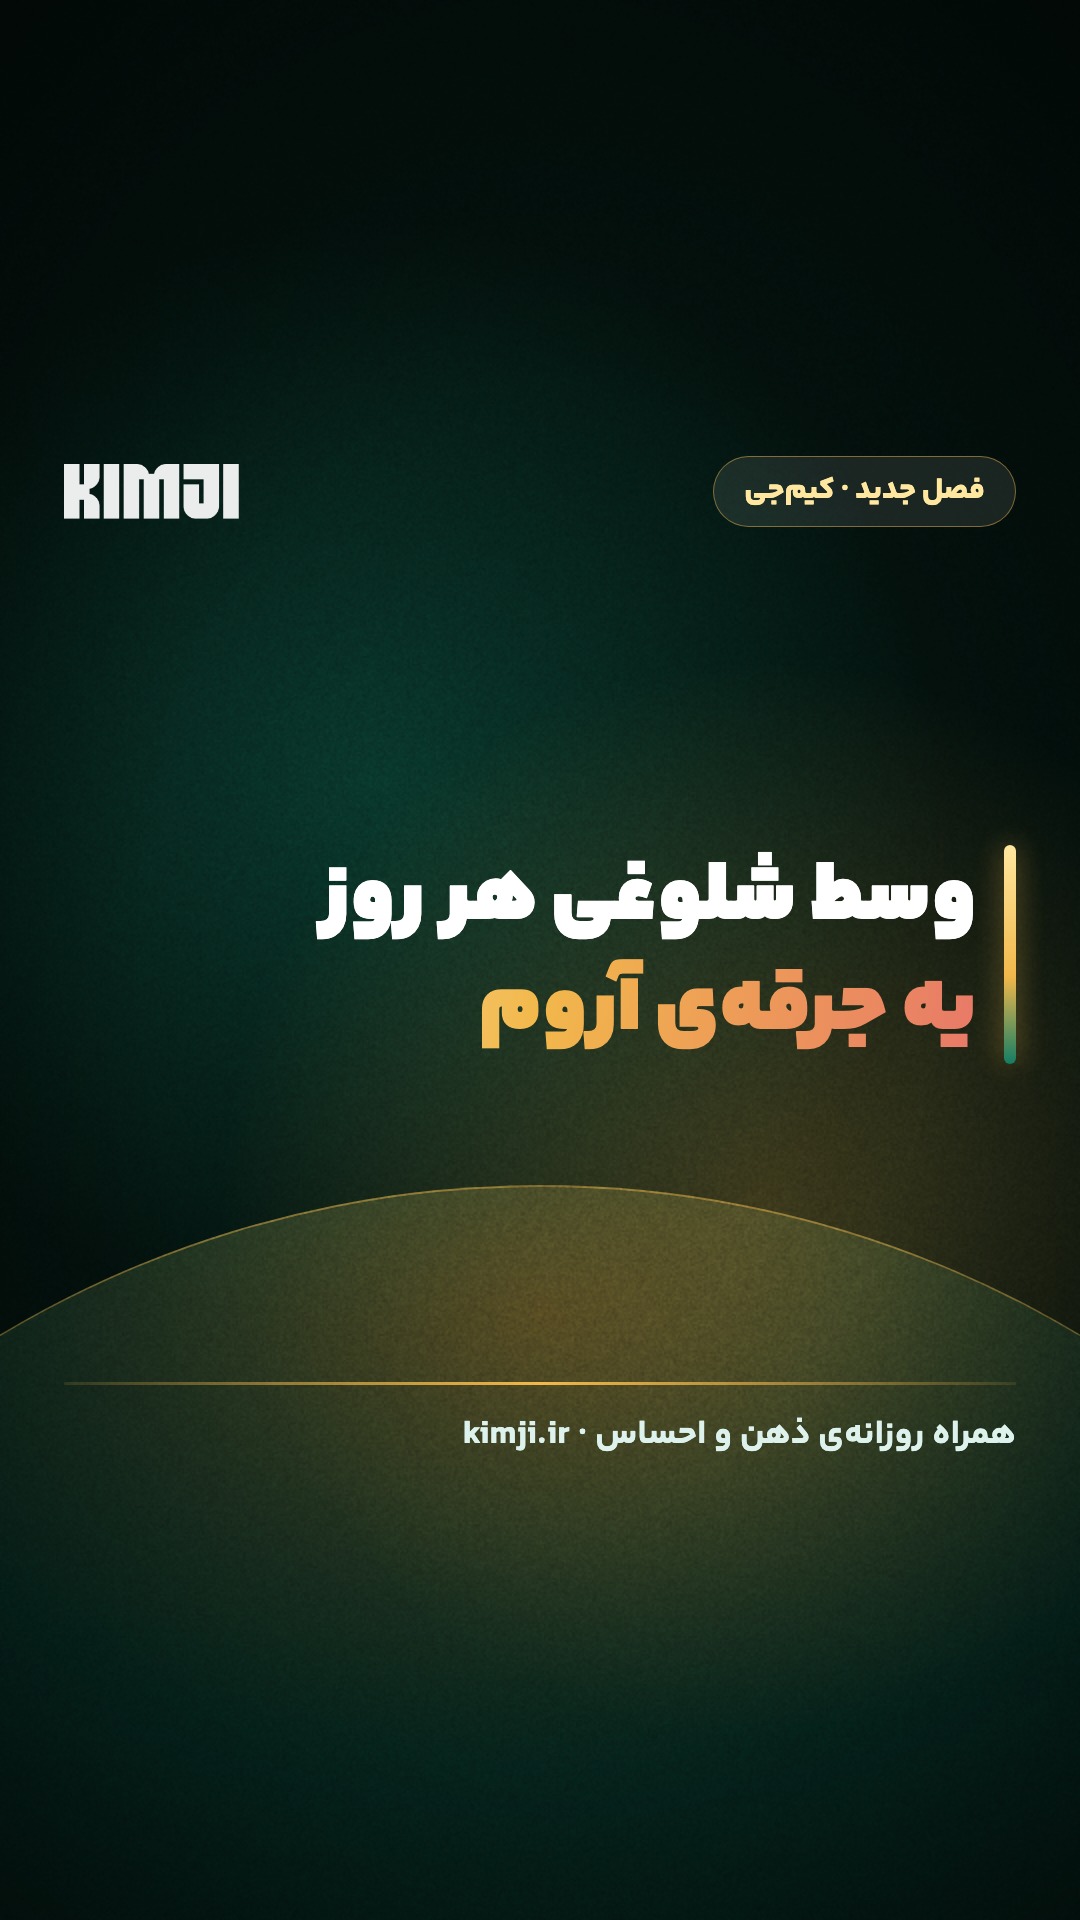 KIMJI
فصل جدید · کیم‌جی
وسط شلوغی هر روز
یه جرقه‌ی آروم
همراه روزانه‌ی ذهن و احساس · kimji.ir